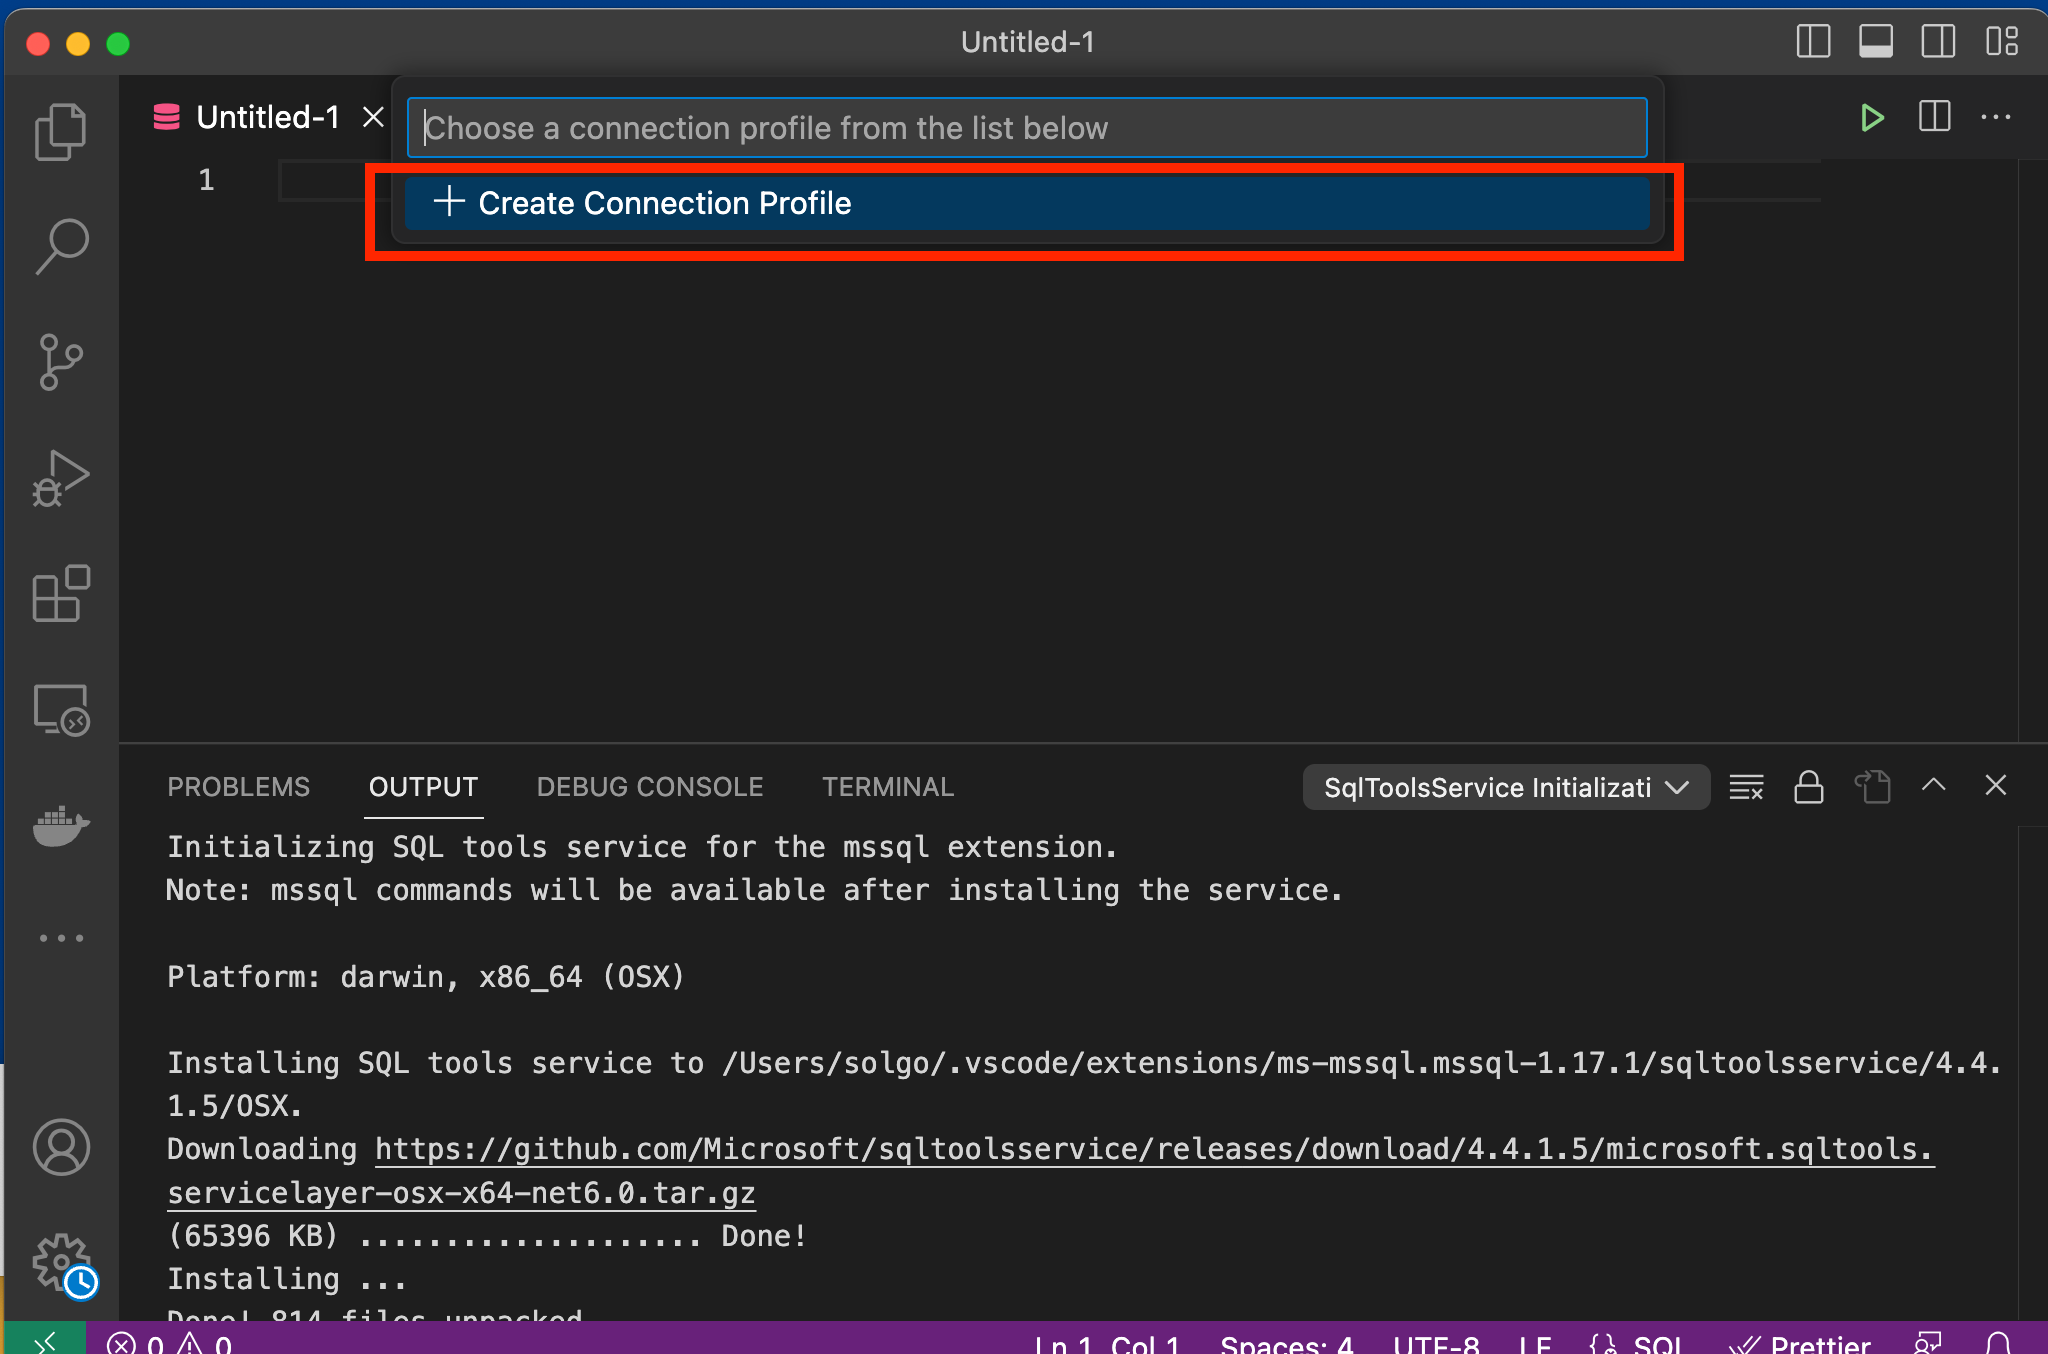 Untitled-1
Untitled-1
Choose a connection profile from the list below
Create Connection Profile
1
PROBLEMS OUTPUT DEBUG CONSOLE TERMINAL SqlToolsService Initializati
Initializing SQL tools service for the mssql extension.
Note: mssql commands will be available after installing the service.
Platform: darwin, x86_64 (OSX)
Installing SQL tools service to /Users/solgo/.vscode/extensions/ms-mssql.mssql-1.17.1/sqltoolsservice/4.4.
1.5/OSX.
Downloading https://github.com/Microsoft/sqltoolsservice/releases/download/4.4.1.5/microsoft.sqltools.
servicelayer-osx-x64-net6.0.tar.gz
(65396 KB) .................... Done!
Installing ...
Done! 814 files unpacked.
0 0 Ln 1, Col 1 Spaces: 4 UTF-8 LF SQL Prettier